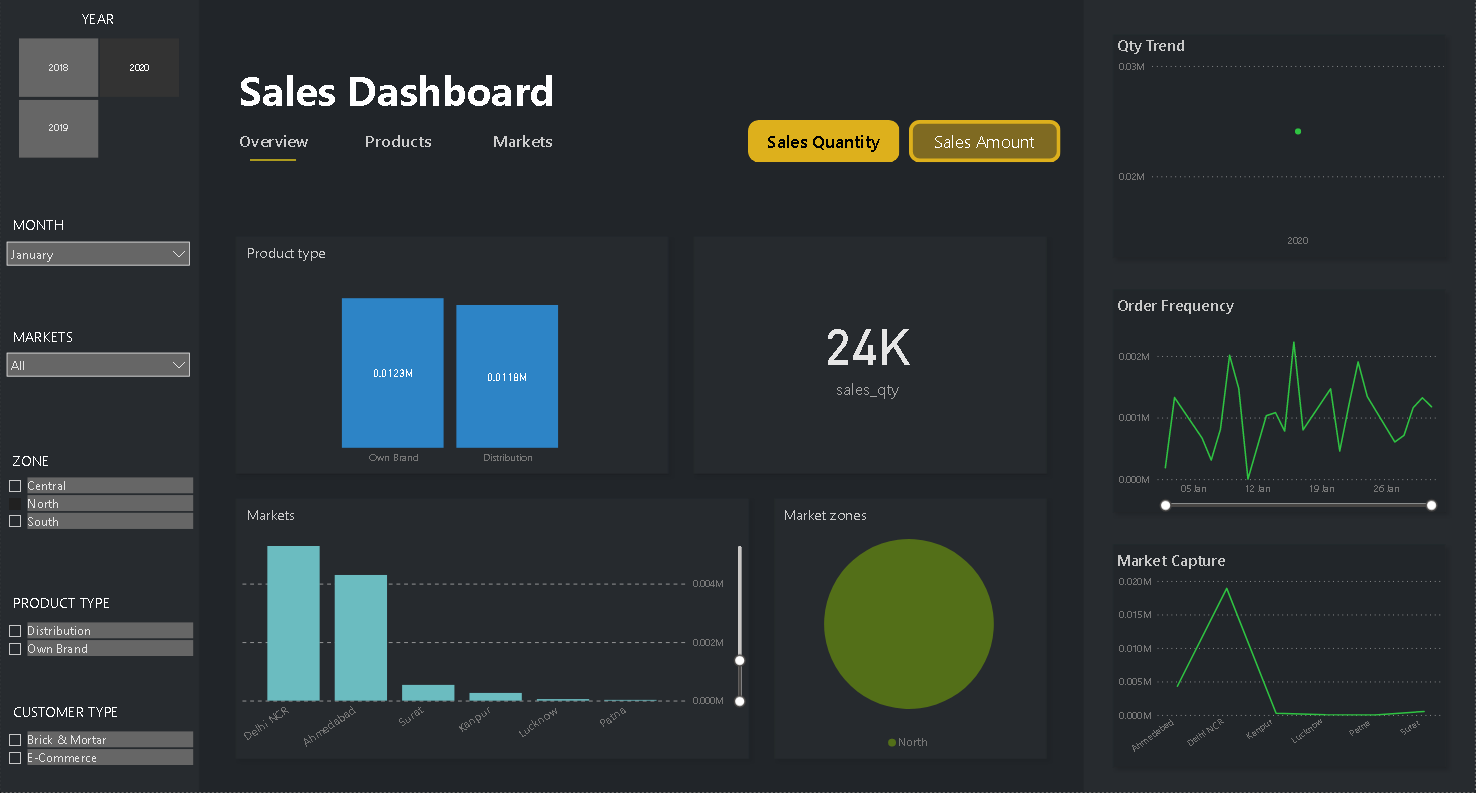 YEAR
2018
2020
2019
MONTH
January
MARKETS
All
ZONE
Central
North
South
PRODUCT TYPE
Distribution
Own Brand
CUSTOMER TYPE
Brick & Mortar
E-Commerce
Sales Dashboard
Overview
Products
Markets
Sales Quantity
Sales Amount
Product type
0.0123M
0.0118M
Own Brand
Distribution
24K
sales_qty
Markets
0.004M
0.002M
0.000M
Delhi NCR
Ahmedabad
Surat
Kanpur
Lucknow
Patna
Market zones
North
Qty Trend
0.03M
0.02M
2020
Order Frequency
0.002M
0.001M
0.000M
05 Jan
12 Jan
19 Jan
26 Jan
Market Capture
0.020M
0.015M
0.010M
0.005M
0.000M
Ahmedabad
Delhi NCR
Kanpur
Lucknow
Patna
Surat